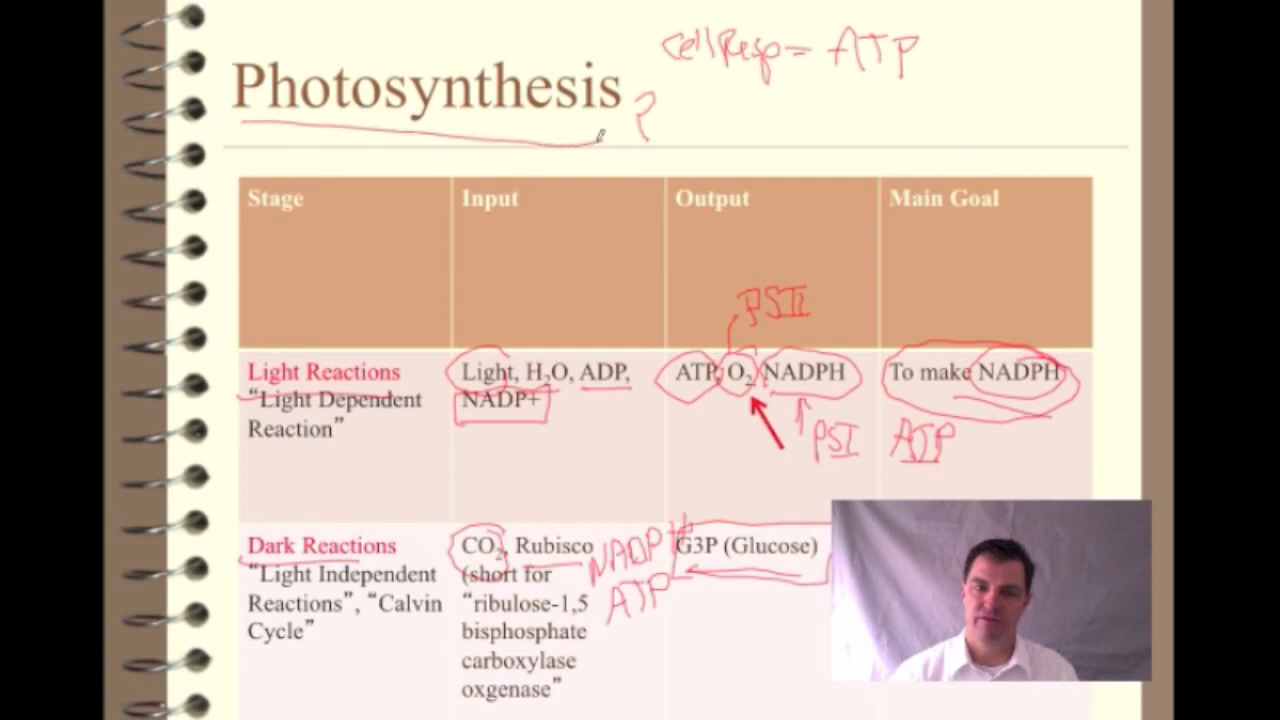 cell Resp = ATP
Photosynthesis ?
Stage Input Output Main Goal
PSII
Light Reactions
“Light Dependent
Reaction”
Light, H2O, ADP,
NADP+
ATP, O2, NADPH
To make NADPH
PSI
ATP
Dark Reactions
“Light Independent
Reactions”, “Calvin
Cycle”
CO2, Rubisco
(short for
“ribulose-1,5
bisphosphate
carboxylase
oxgenase”
NADPH
ATP
G3P (Glucose)